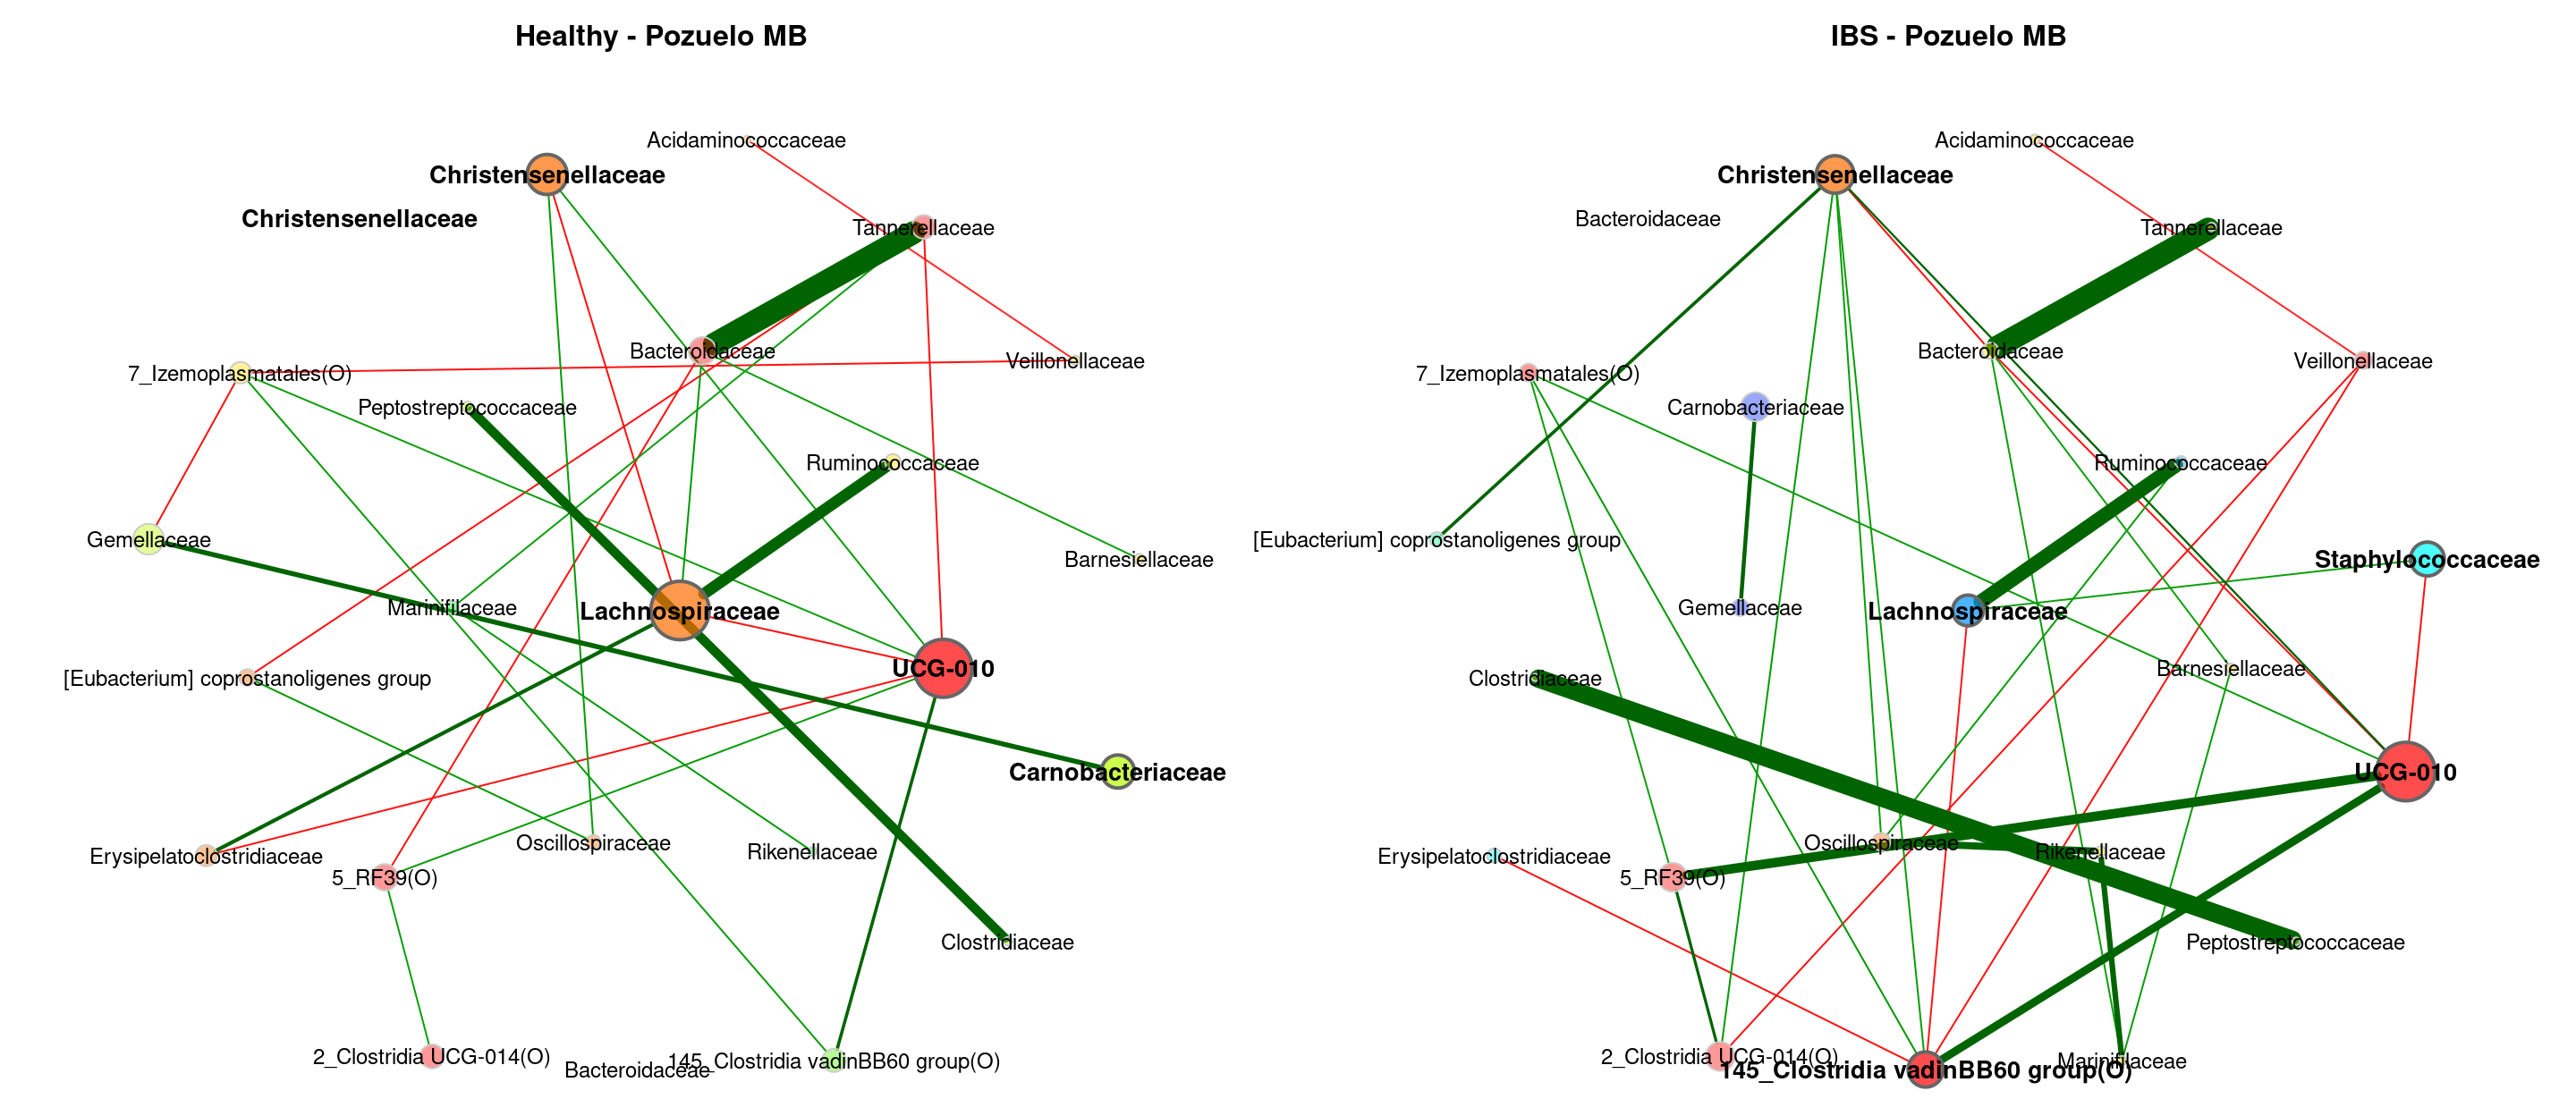 Healthy - Pozuelo MB
Acidaminococcaceae
Christensenellaceae
Christensenellaceae
Tannerellaceae
Bacteroidaceae
Veillonellaceae
7_Izemoplasmatales(O)
Peptostreptococcaceae
Ruminococcaceae
Gemellaceae
Barnesiellaceae
Marinifilaceae
Lachnospiraceae
UCG-010
[Eubacterium] coprostanoligenes group
Carnobacteriaceae
Oscillospiraceae
Rikenellaceae
Erysipelatoclostridiaceae
5_RF39(O)
Clostridiaceae
2_Clostridia UCG-014(O)
145_Clostridia vadinBB60 group(O)
Bacteroidaceae
IBS - Pozuelo MB
Acidaminococcaceae
Christensenellaceae
Bacteroidaceae
Tannerellaceae
Bacteroidaceae
Veillonellaceae
7_Izemoplasmatales(O)
Carnobacteriaceae
Ruminococcaceae
[Eubacterium] coprostanoligenes group
Staphylococcaceae
Gemellaceae
Lachnospiraceae
Barnesiellaceae
Clostridiaceae
UCG-010
Oscillospiraceae
Rikenellaceae
Erysipelatoclostridiaceae
5_RF39(O)
Peptostreptococcaceae
2_Clostridia UCG-014(O)
Marinifilaceae
145_Clostridia vadinBB60 group(O)